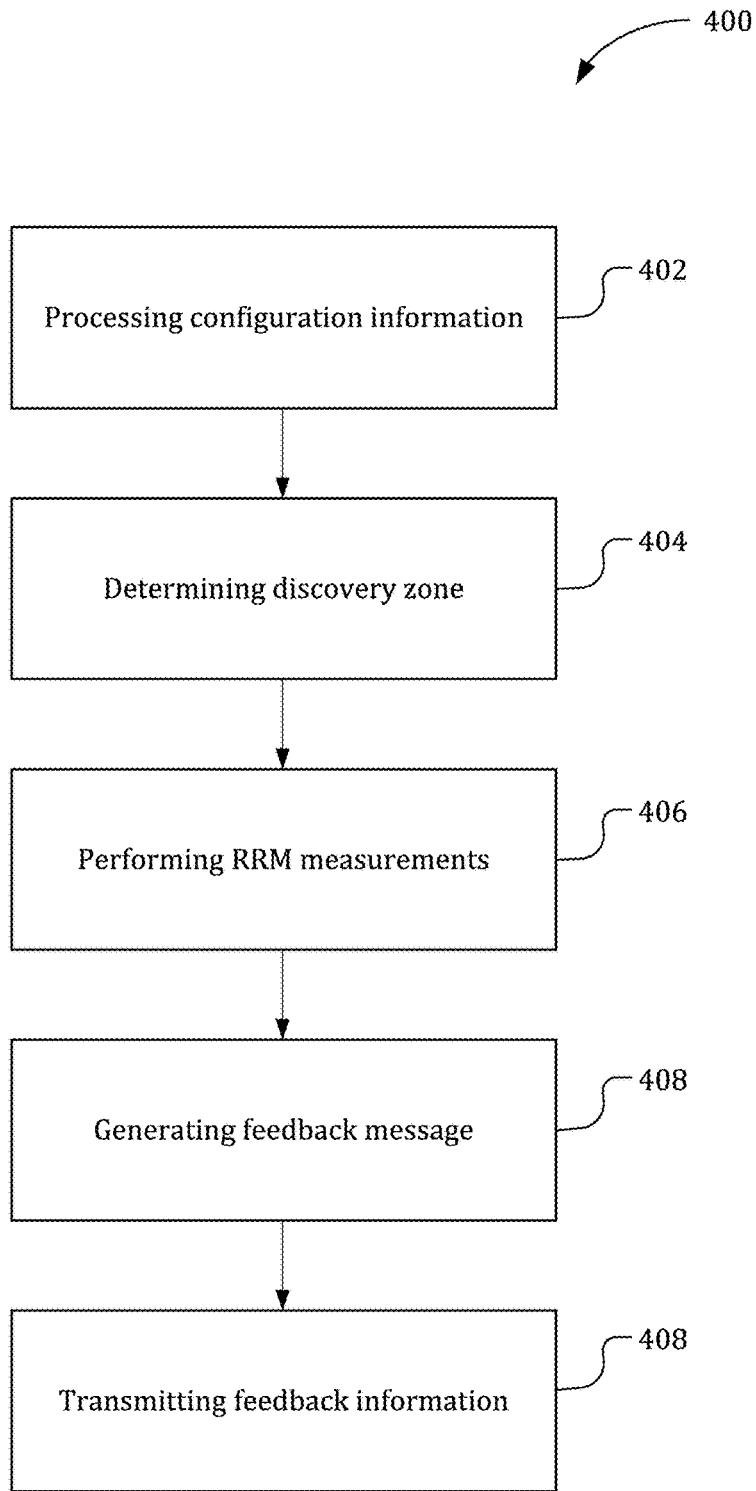 400
Processing configuration information
402
Determining discovery zone
404
Performing RRM measurements
406
Generating feedback message
408
Transmitting feedback information
408